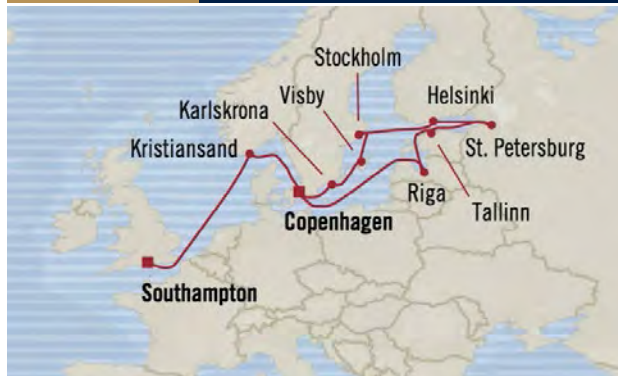 Stockholm
Visby
Helsinki
Karlskrona
Kristiansand
St. Petersburg
Riga
Tallinn
Copenhagen
Southampton